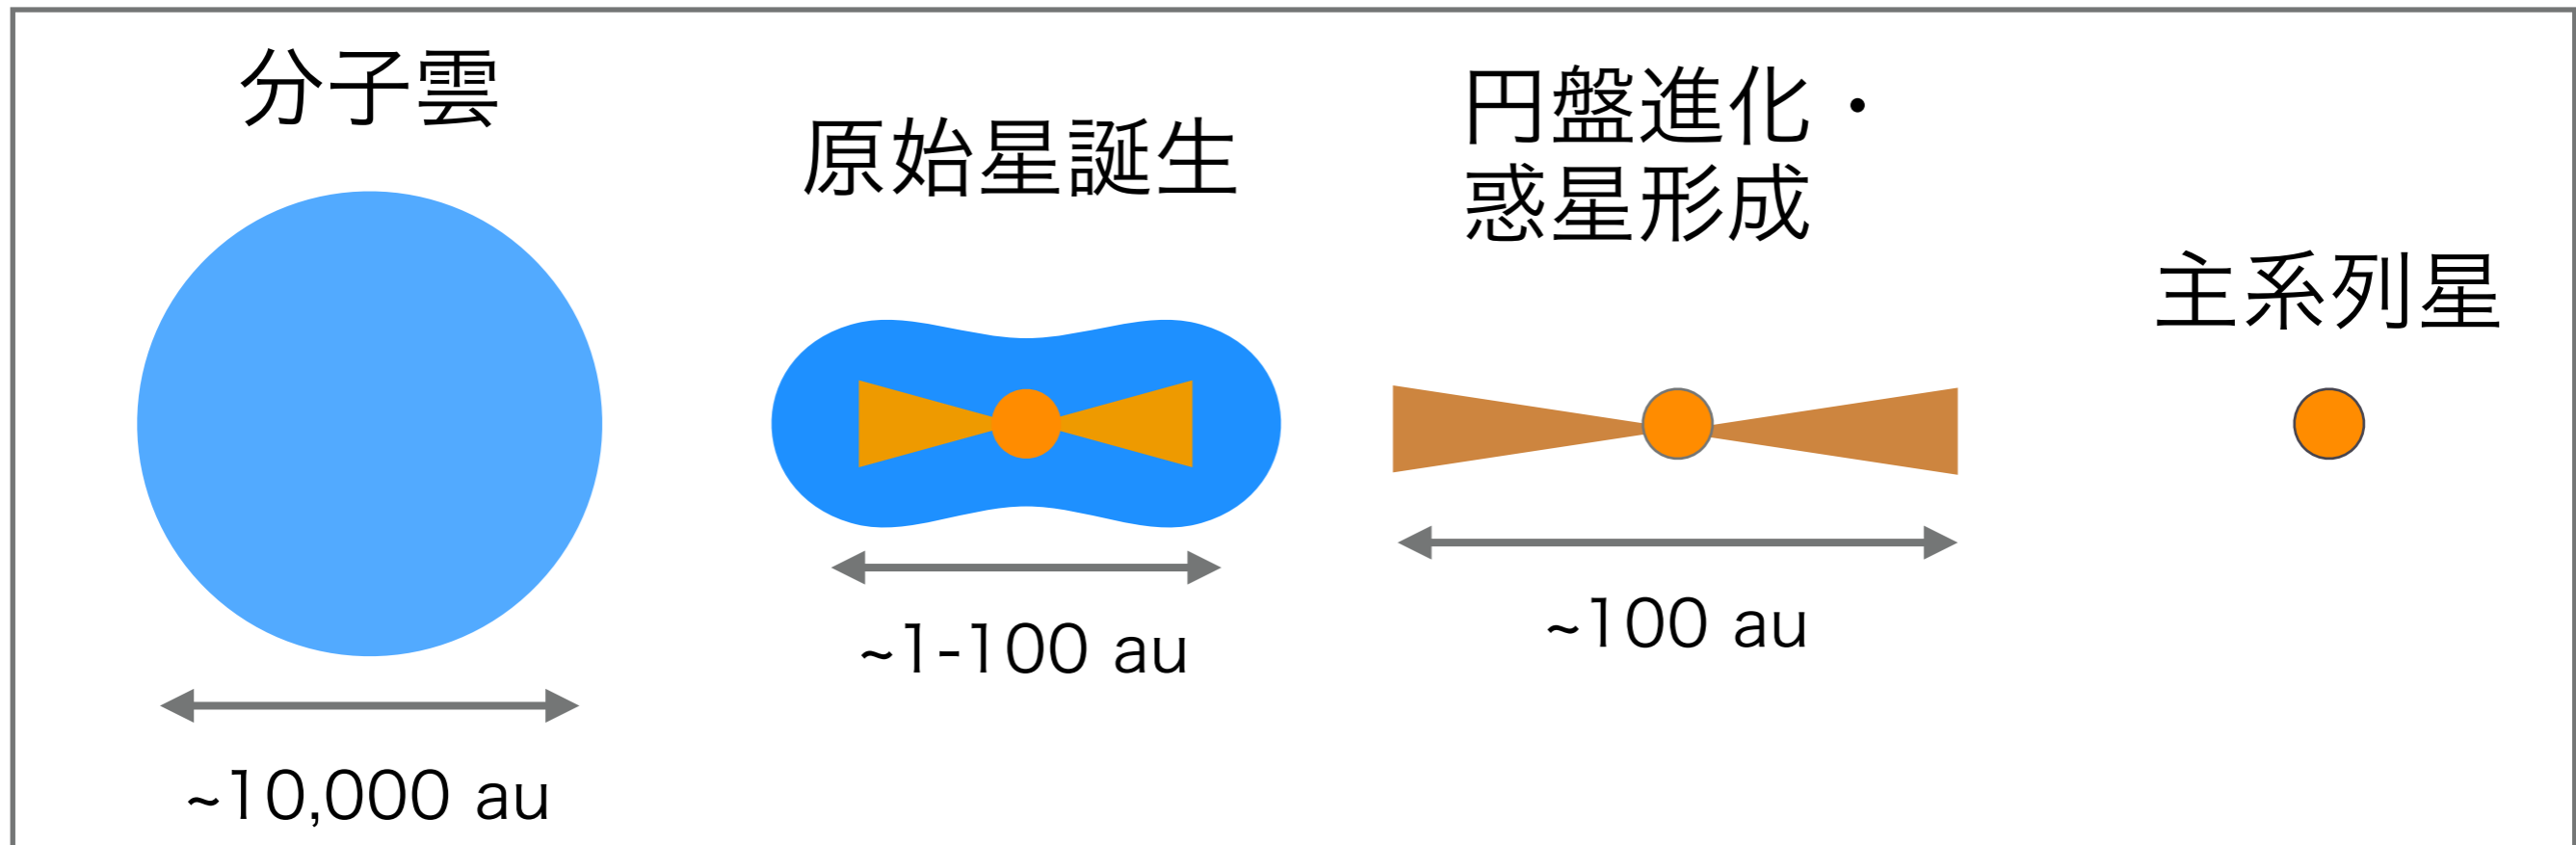 分子雲
~10,000 au
原始星誕生
~1-100 au
円盤進化・
惑星形成
~100 au
主系列星